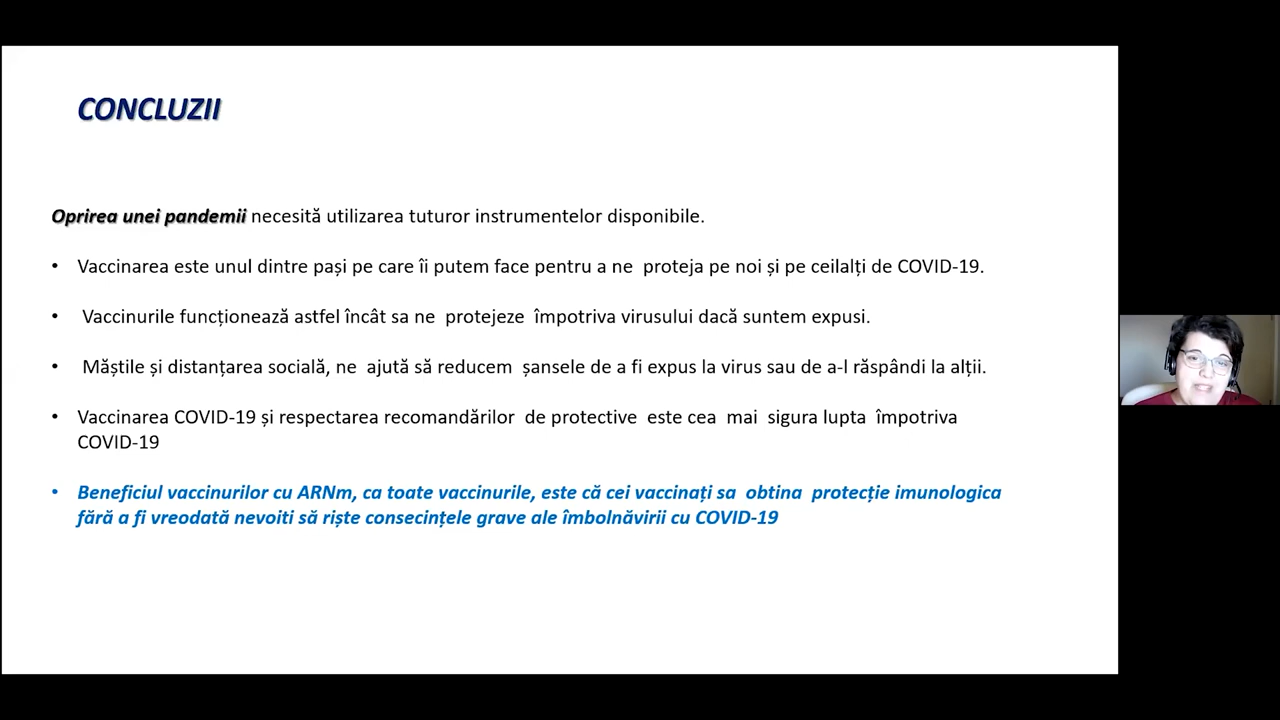 CONCLUZII
Oprirea unei pandemii necesită utilizarea tuturor instrumentelor disponibile.
• Vaccinarea este unul dintre pași pe care îi putem face pentru a ne proteja pe noi și pe ceilalți de COVID-19.
• Vaccinurile funcționează astfel încât sa ne protejeze împotriva virusului dacă suntem expusi.
• Măștile și distanțarea socială, ne ajută să reducem șansele de a fi expus la virus sau de a-l răspândi la alții.
• Vaccinarea COVID-19 și respectarea recomandărilor de protective este cea mai sigura lupta împotriva
COVID-19
• Beneficiul vaccinurilor cu ARNm, ca toate vaccinurile, este că cei vaccinați sa obtina protecție imunologica
fără a fi vreodată nevoiti să riște consecințele grave ale îmbolnăvirii cu COVID-19